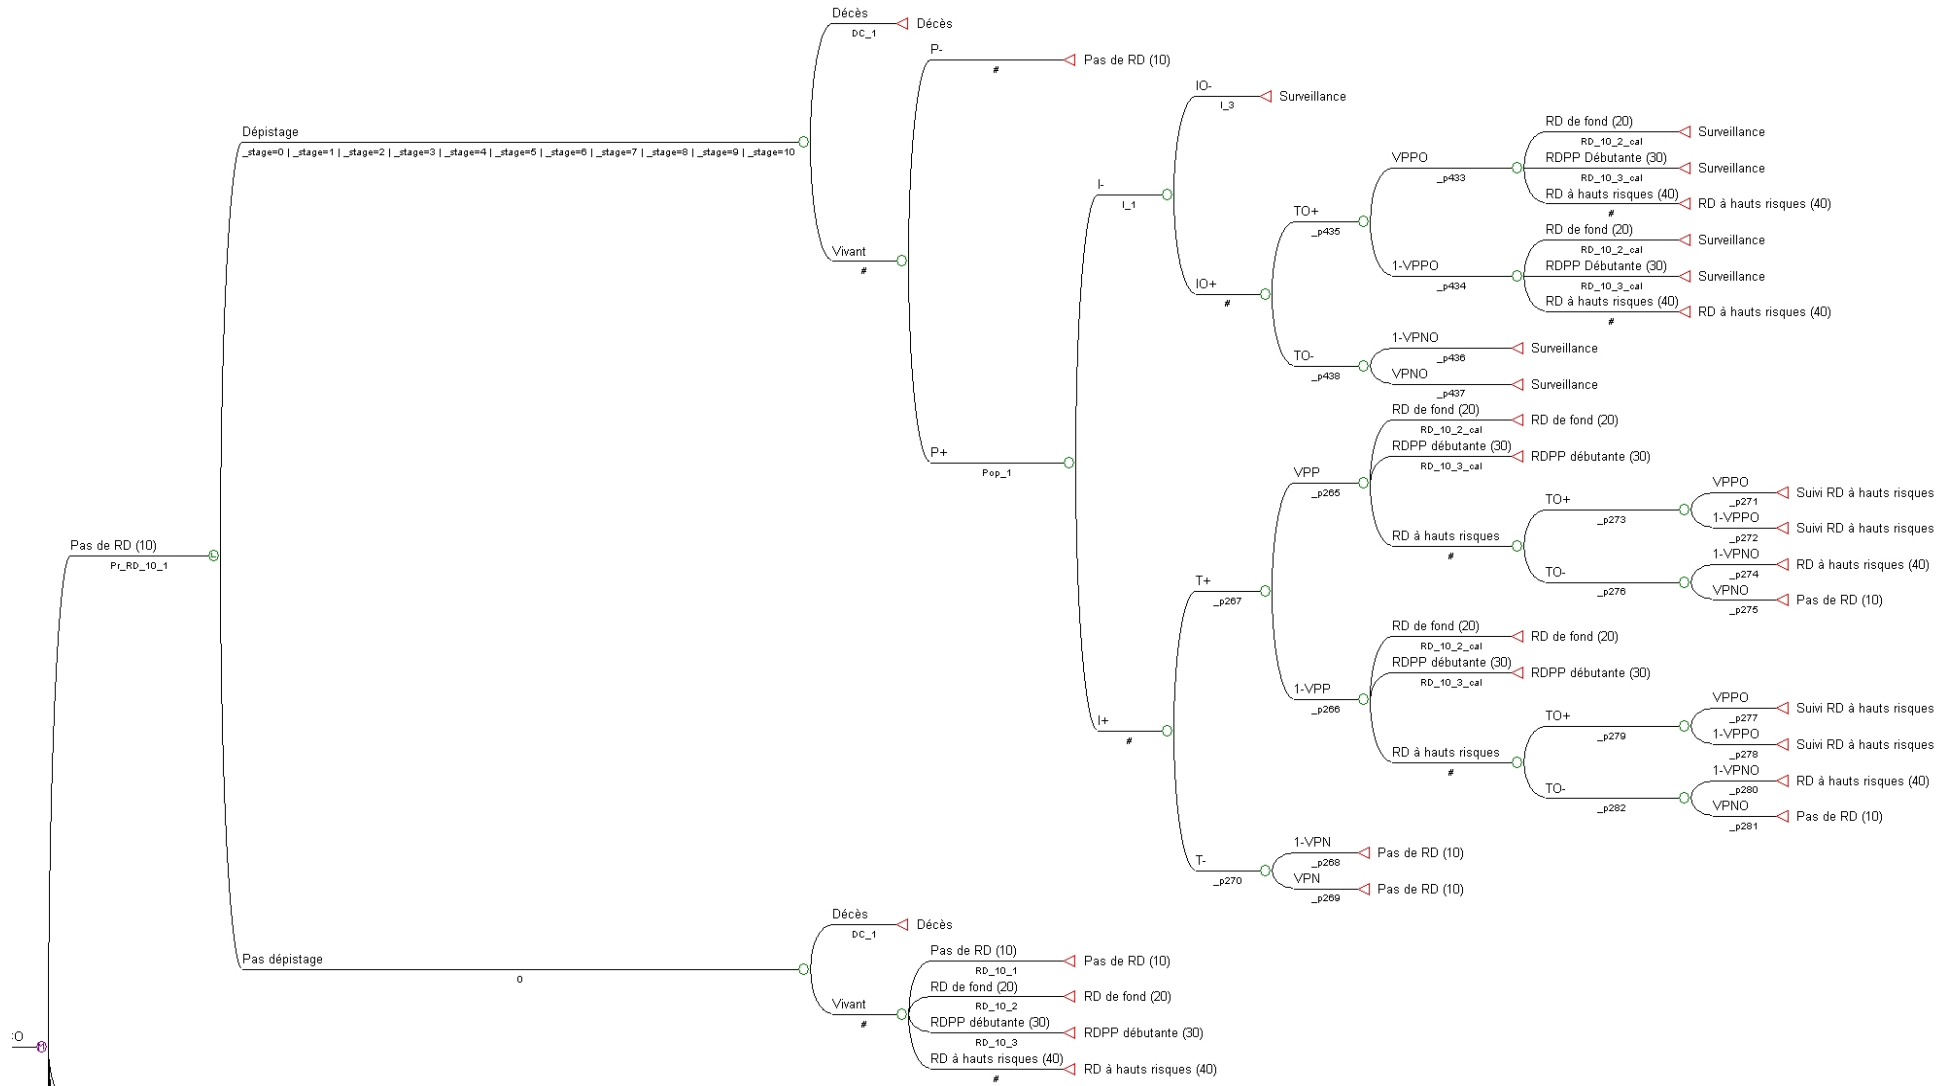 Décès
DC_1
Décès
P-
#
Pas de RD (10)
IO-
I_3
Surveillance
Dépistage
_stage=0 | _stage=1 | _stage=2 | _stage=3 | _stage=4 | _stage=5 | _stage=6 | _stage=7 | _stage=8 | _stage=9 | _stage=10
RD de fond (20)
RD_10_2_cal
Surveillance
VPPO
_p433
RDPP Débutante (30)
RD_10_3_cal
Surveillance
I-
I_1
RD à hauts risques (40)
#
RD à hauts risques (40)
TO+
_p435
RD de fond (20)
RD_10_2_cal
Surveillance
Vivant
#
1-VPPO
_p434
RDPP Débutante (30)
RD_10_3_cal
Surveillance
IO+
#
RD à hauts risques (40)
#
RD à hauts risques (40)
1-VPNO
_p436
Surveillance
TO-
_p438
VPNO
_p437
Surveillance
RD de fond (20)
RD_10_2_cal
RD de fond (20)
P+
Pop_1
RDPP débutante (30)
RD_10_3_cal
RDPP débutante (30)
VPP
_p265
VPPO
_p271
Suivi RD à hauts risques
TO+
_p273
1-VPPO
_p272
Suivi RD à hauts risques
RD à hauts risques
#
Pas de RD (10)
Pr_RD_10_1
1-VPNO
_p274
RD à hauts risques (40)
TO-
_p276
VPNO
_p275
Pas de RD (10)
T+
_p267
RD de fond (20)
RD_10_2_cal
RD de fond (20)
RDPP débutante (30)
RD_10_3_cal
RDPP débutante (30)
1-VPP
_p266
VPPO
_p277
Suivi RD à hauts risques
I+
#
TO+
_p279
1-VPPO
_p278
Suivi RD à hauts risques
RD à hauts risques
#
1-VPNO
_p280
RD à hauts risques (40)
TO-
_p282
VPNO
_p281
Pas de RD (10)
1-VPN
_p268
Pas de RD (10)
T-
_p270
VPN
_p269
Pas de RD (10)
Décès
DC_1
Décès
Pas dépistage
0
Pas de RD (10)
RD_10_1
Pas de RD (10)
RD de fond (20)
RD_10_2
RD de fond (20)
Vivant
#
RDPP débutante (30)
RD_10_3
RDPP débutante (30)
RD à hauts risques (40)
#
RD à hauts risques (40)